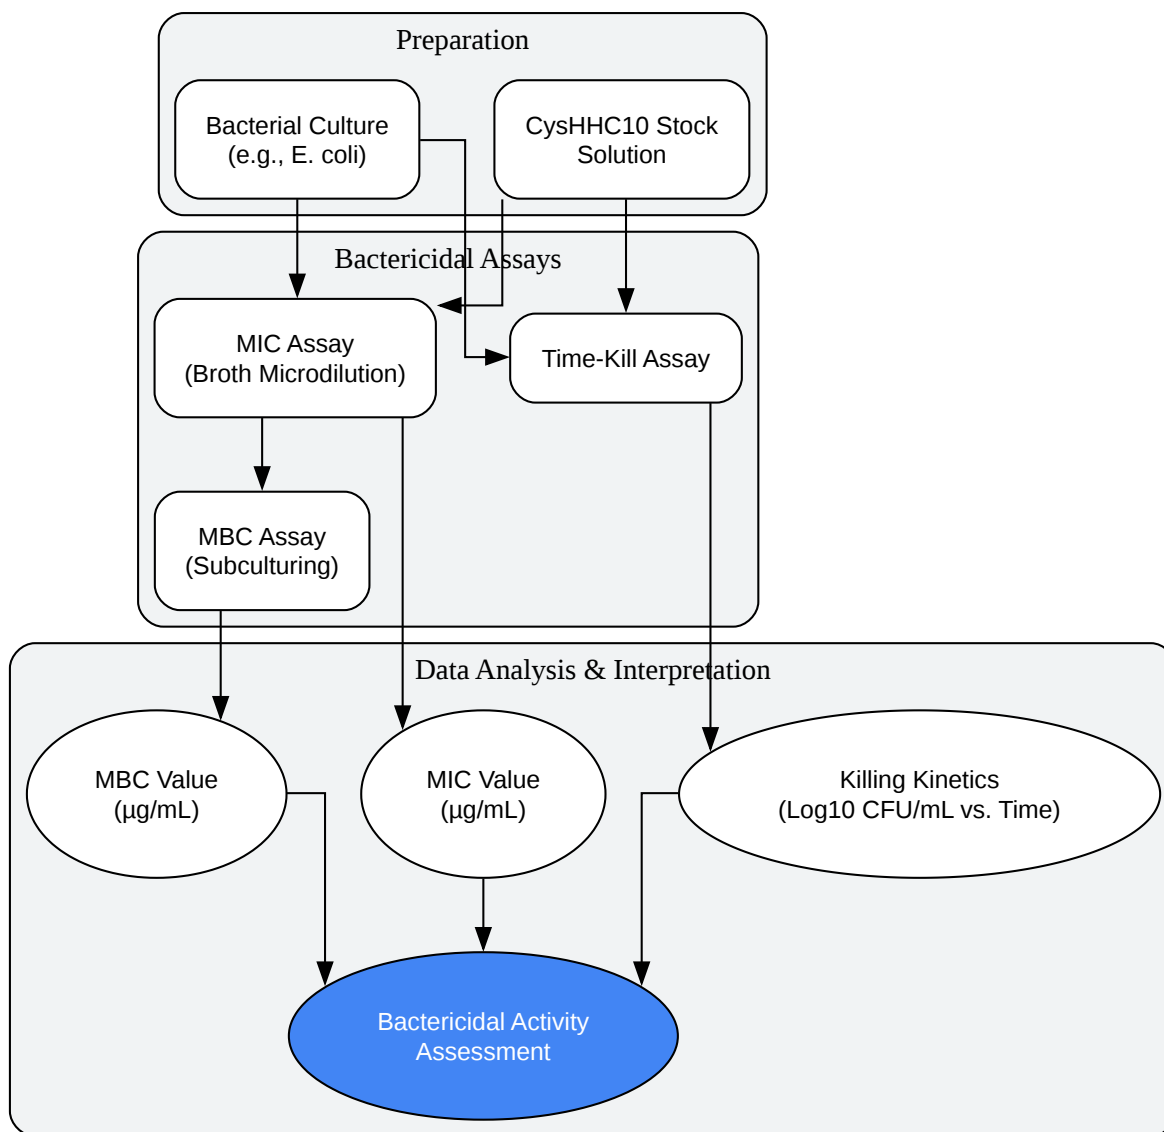 Preparation
Bacterial Culture
(e.g., E. coli)
CysHHC10 Stock
Solution
Bactericidal Assays
MIC Assay
(Broth Microdilution)
Time-Kill Assay
MBC Assay
(Subculturing)
Data Analysis & Interpretation
MBC Value
(µg/mL)
MIC Value
(µg/mL)
Killing Kinetics
(Log10 CFU/mL vs. Time)
Bactericidal Activity
Assessment